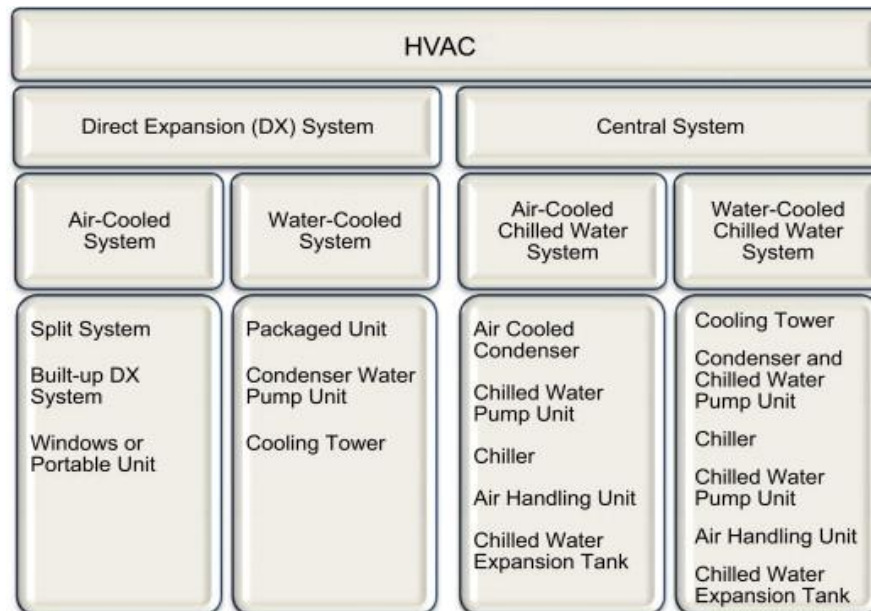 HVAC
Direct Expansion (DX) System
Central System
Air-Cooled
System
Water-Cooled
System
Air-Cooled
Chilled Water
System
Water-Cooled
Chilled Water
System
Split System
Built-up DX
System
Windows or
Portable Unit
Packaged Unit
Condenser Water
Pump Unit
Cooling Tower
Air Cooled
Condenser
Chilled Water
Pump Unit
Chiller
Air Handling Unit
Chilled Water
Expansion Tank
Cooling Tower
Condenser and
Chilled Water
Pump Unit
Chiller
Chilled Water
Pump Unit
Air Handling Unit
Chilled Water
Expansion Tank